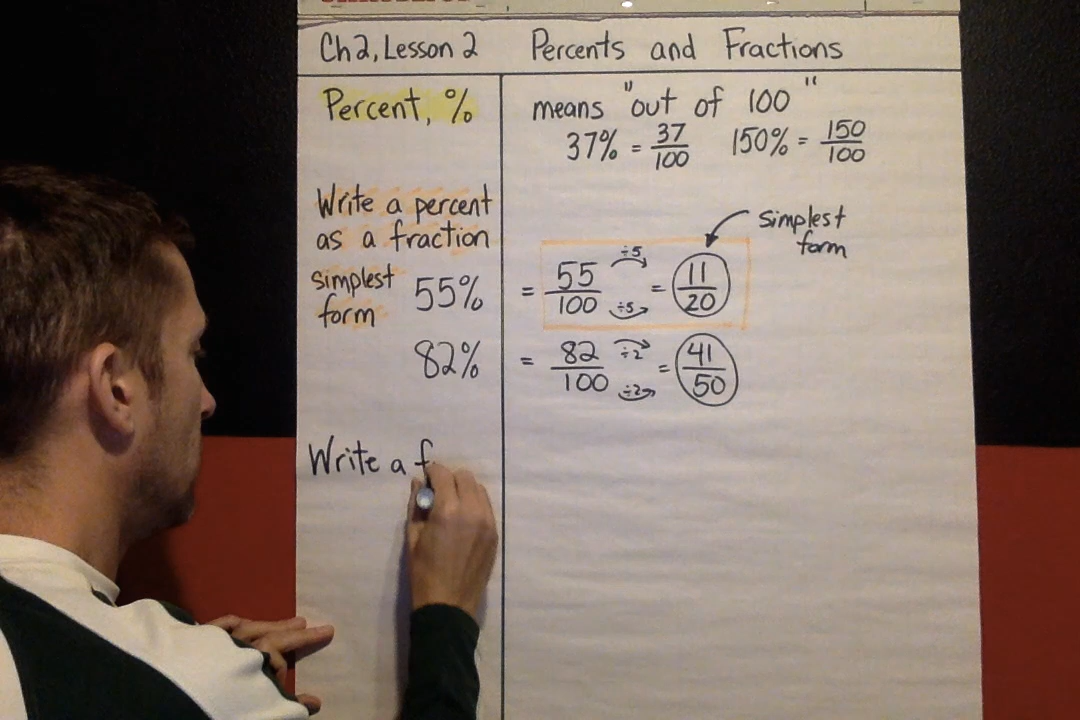 Ch2, Lesson 2 Percents and Fractions
Percent, % means "out of 100"
37% = 37/100 150% = 150/100
Write a percent
as a fraction
simplest
form
simplest
form
55% = 55/100 ÷5 ÷5 = 11/20
82% = 82/100 ÷2 ÷2 = 41/50
Write a f